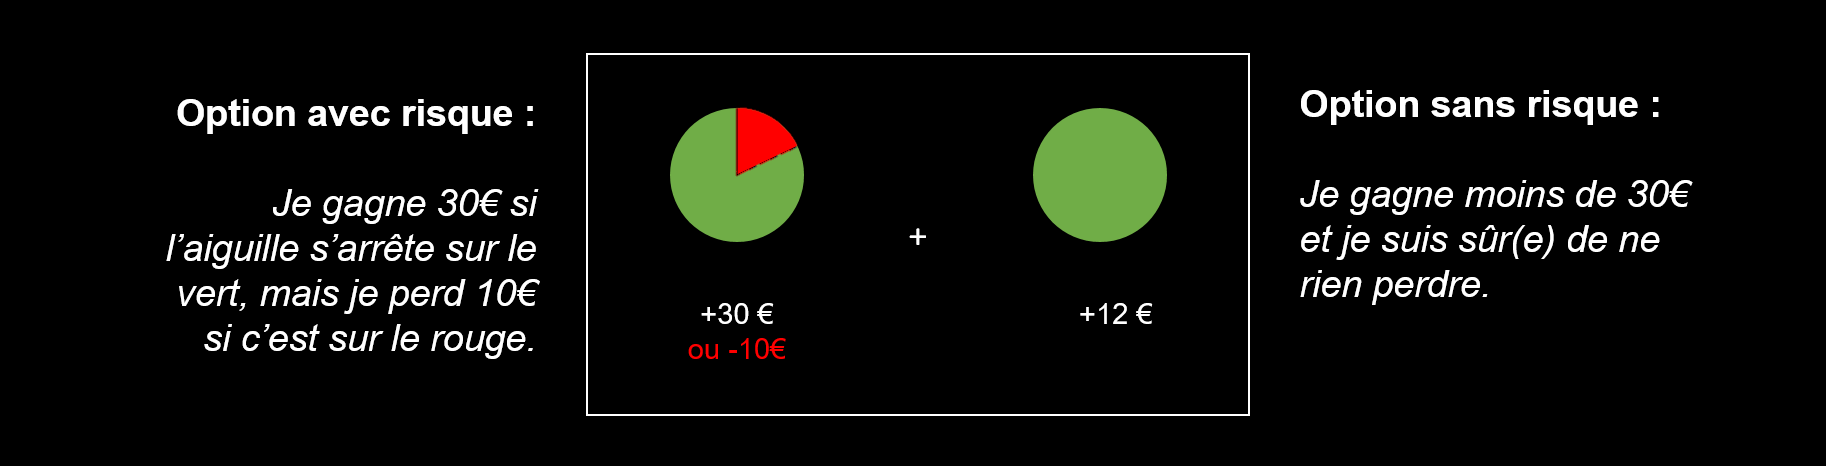 Option avec risque :
Je gagne 30€ si
l’aiguille s’arrête sur le
vert, mais je perd 10€
si c’est sur le rouge.
+30 €
ou -10€
+
+12 €
Option sans risque :
Je gagne moins de 30€
et je suis sûr(e) de ne
rien perdre.